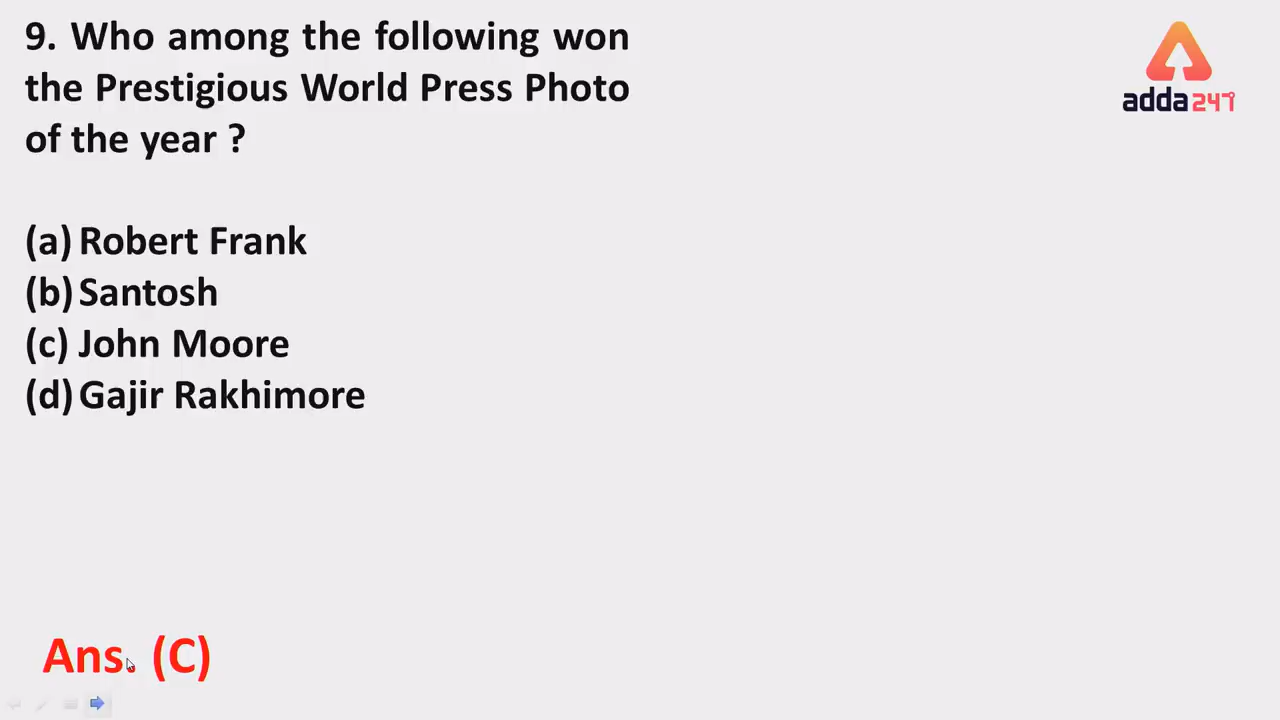 9. Who among the following won
the Prestigious World Press Photo
of the year ?
(a) Robert Frank
(b) Santosh
(c) John Moore
(d) Gajir Rakhimore
Ans. (C)
adda247